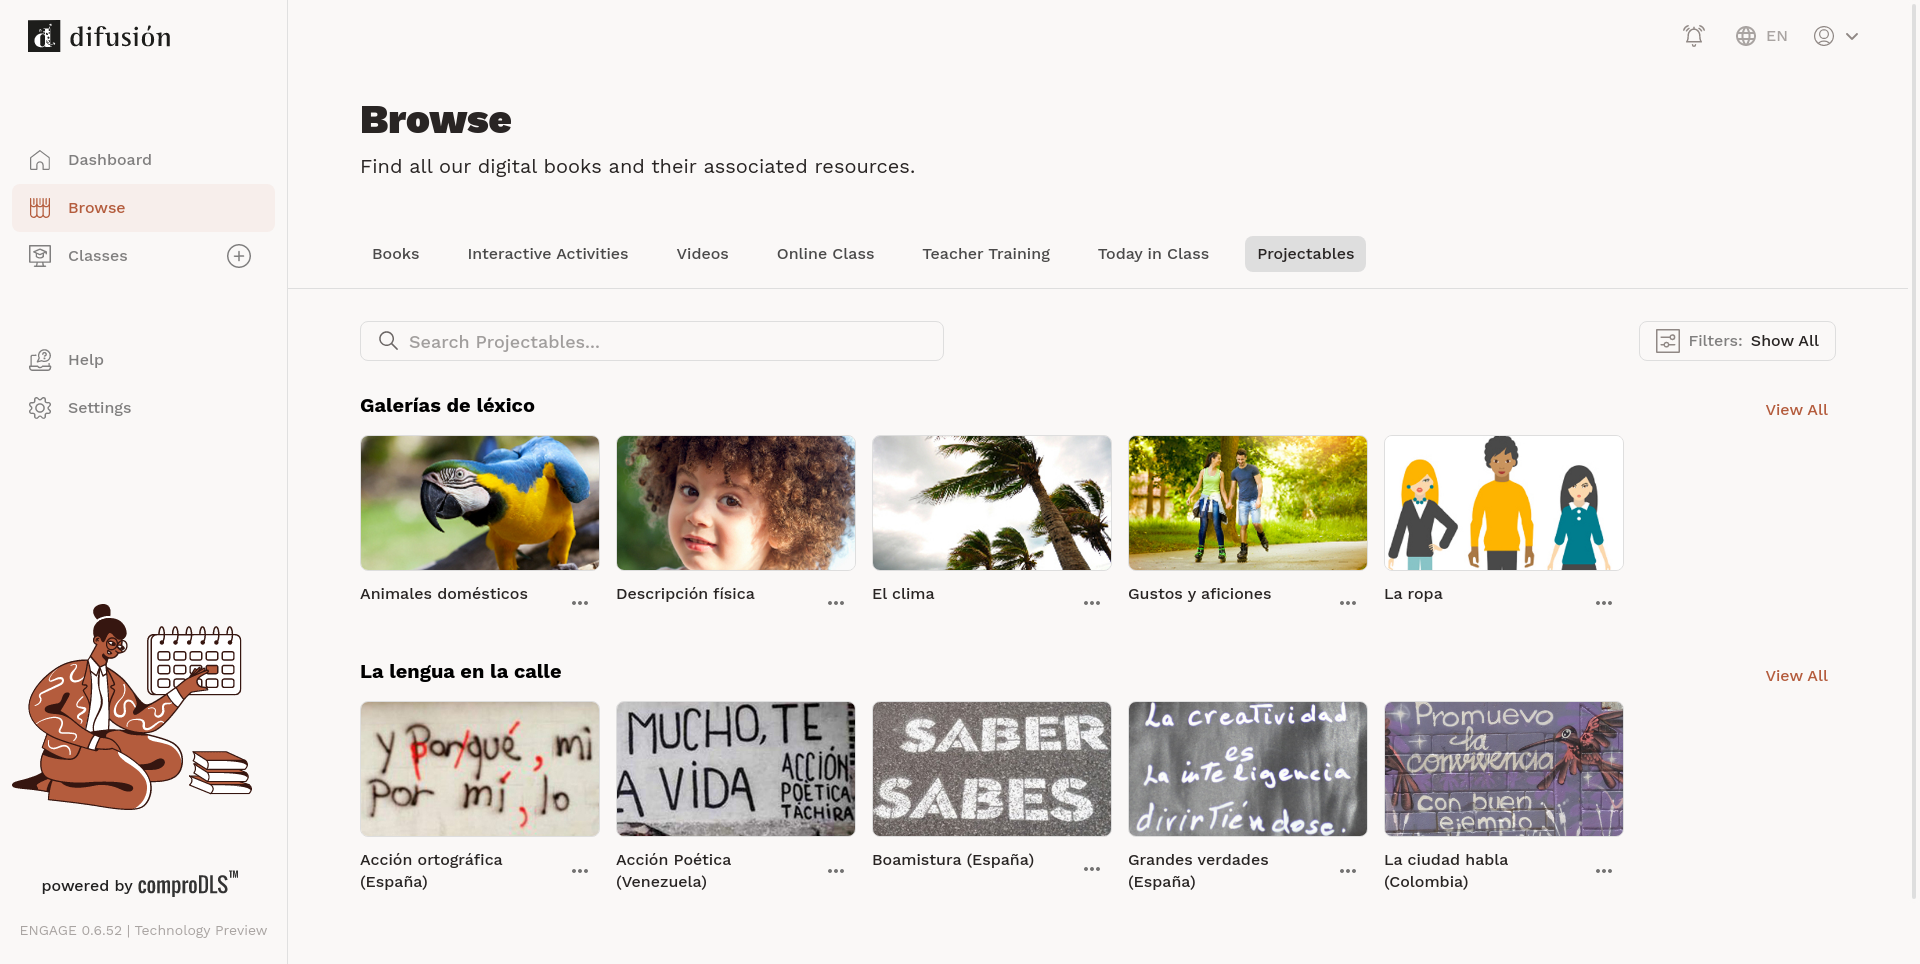 difusión
EN
Dashboard
Browse
Classes
Help
Settings
powered by comproDLS™
ENGAGE 0.6.52 | Technology Preview
Browse
Find all our digital books and their associated resources.
Books
Interactive Activities
Videos
Online Class
Teacher Training
Today in Class
Projectables
Search Projectables...
Filters: Show All
Galerías de léxico
View All
Animales domésticos
Descripción física
El clima
Gustos y aficiones
La ropa
La lengua en la calle
View All
y Por/qué, mi
Por mí, lo
Acción ortográfica
(España)
MUCHO, TE
A VIDA
ACCIÓN
POÉTICA
TÁCHIRA
Acción Poética
(Venezuela)
SABER
SABES
Boamistura (España)
La creatividad
es
La inteligencia
divirtiéndose.
Grandes verdades
(España)
Promuevo
la
convivencia
con buen
ejemplo
La ciudad habla
(Colombia)